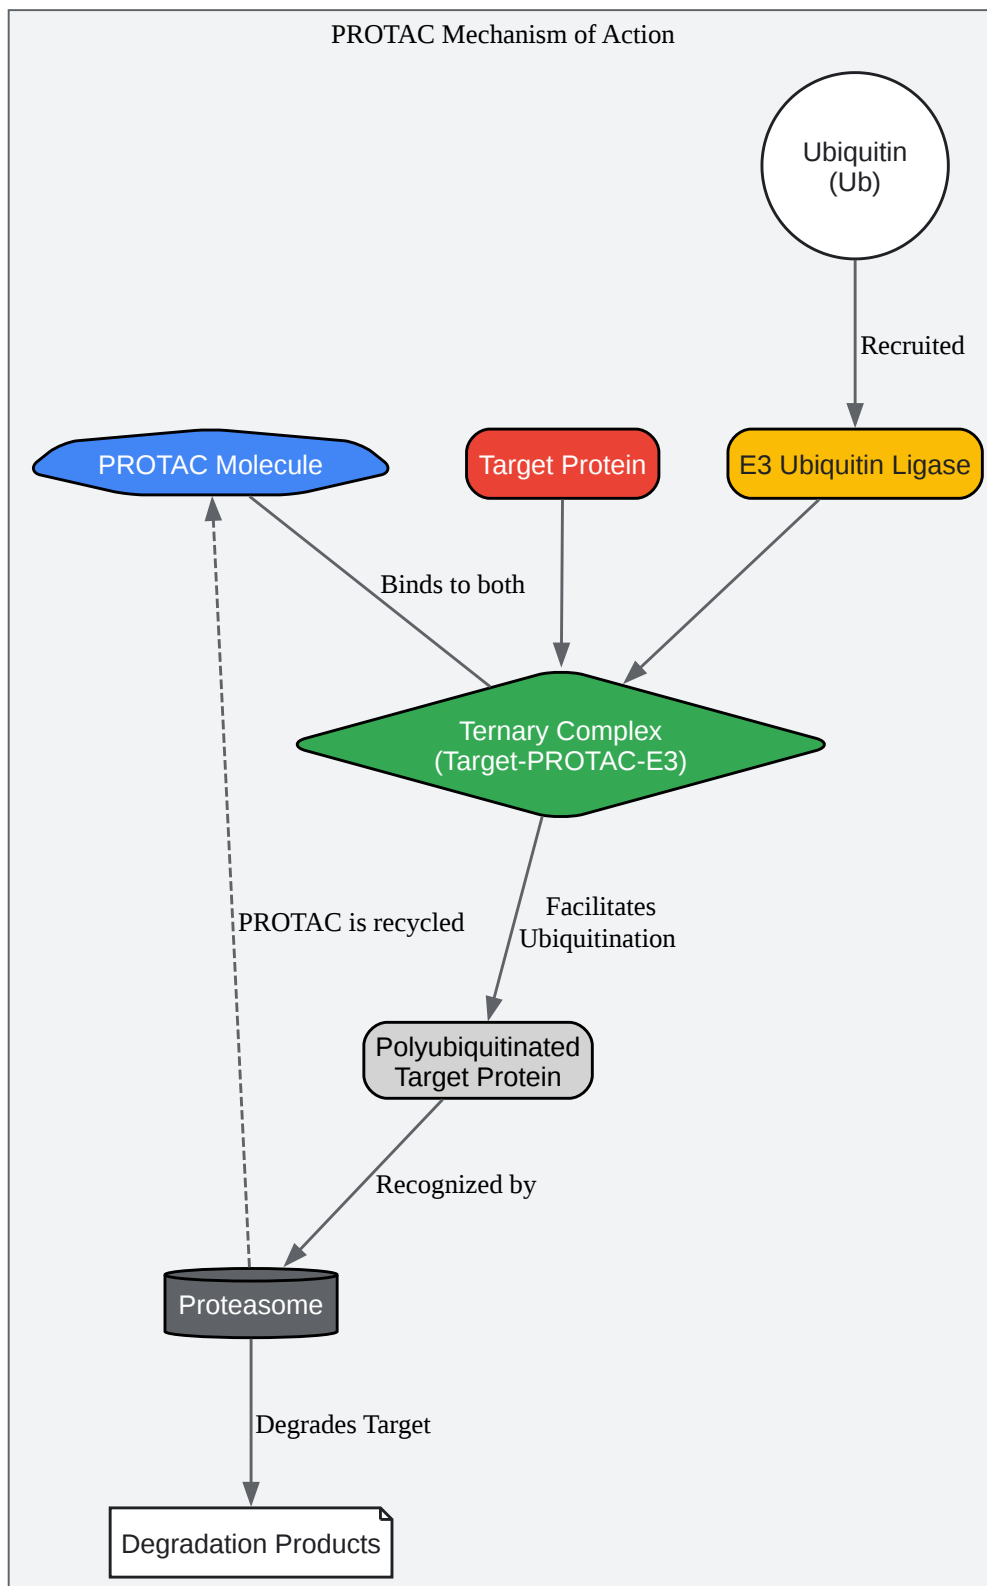 PROTAC Mechanism of Action
Ubiquitin
(Ub)
Recruited
PROTAC Molecule
Target Protein
E3 Ubiquitin Ligase
Binds to both
Ternary Complex
(Target-PROTAC-E3)
PROTAC is recycled
Facilitates
Ubiquitination
Polyubiquitinated
Target Protein
Recognized by
Proteasome
Degrades Target
Degradation Products